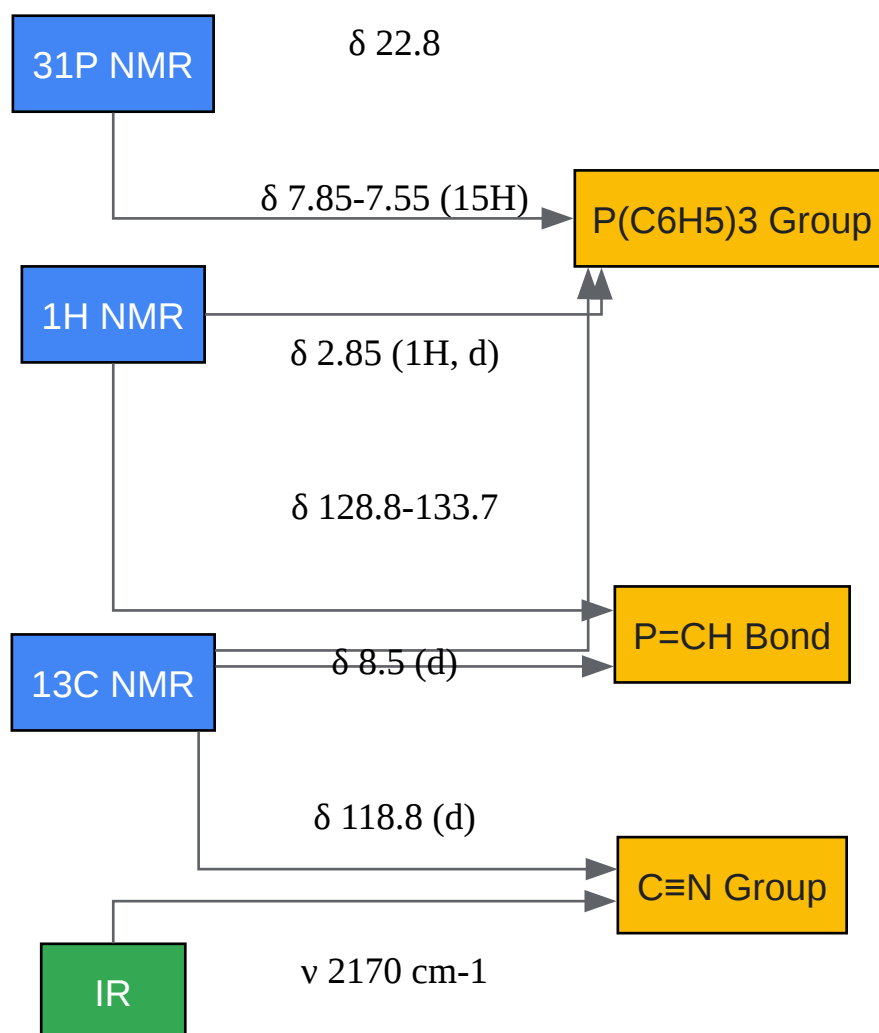 31P NMR
δ 22.8
δ 7.85-7.55 (15H)
P(C6H5)3 Group
1H NMR
δ 2.85 (1H, d)
δ 128.8-133.7
P=CH Bond
δ 8.5 (d)
13C NMR
δ 118.8 (d)
C≡N Group
ν 2170 cm-1
IR